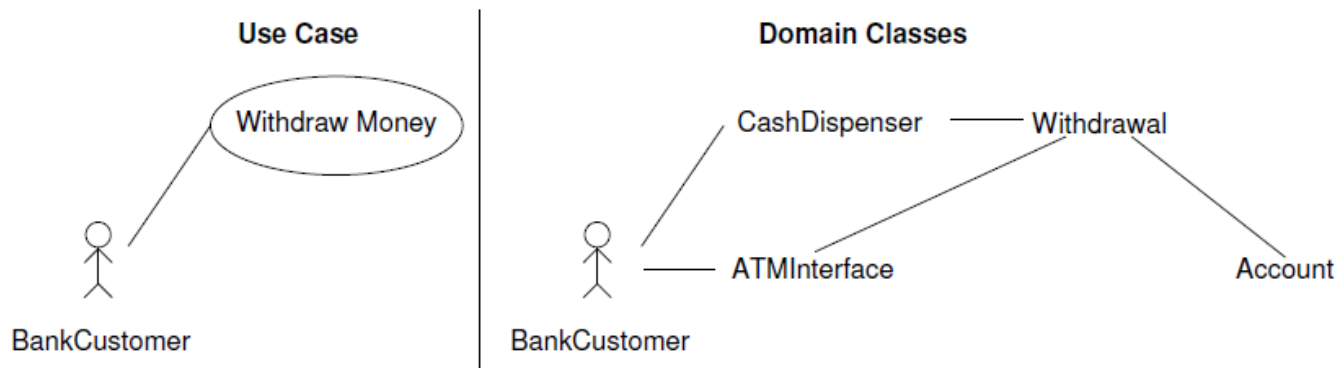 Use Case
Withdraw Money
BankCustomer
Domain Classes
CashDispenser
Withdrawal
ATMInterface
Account
BankCustomer